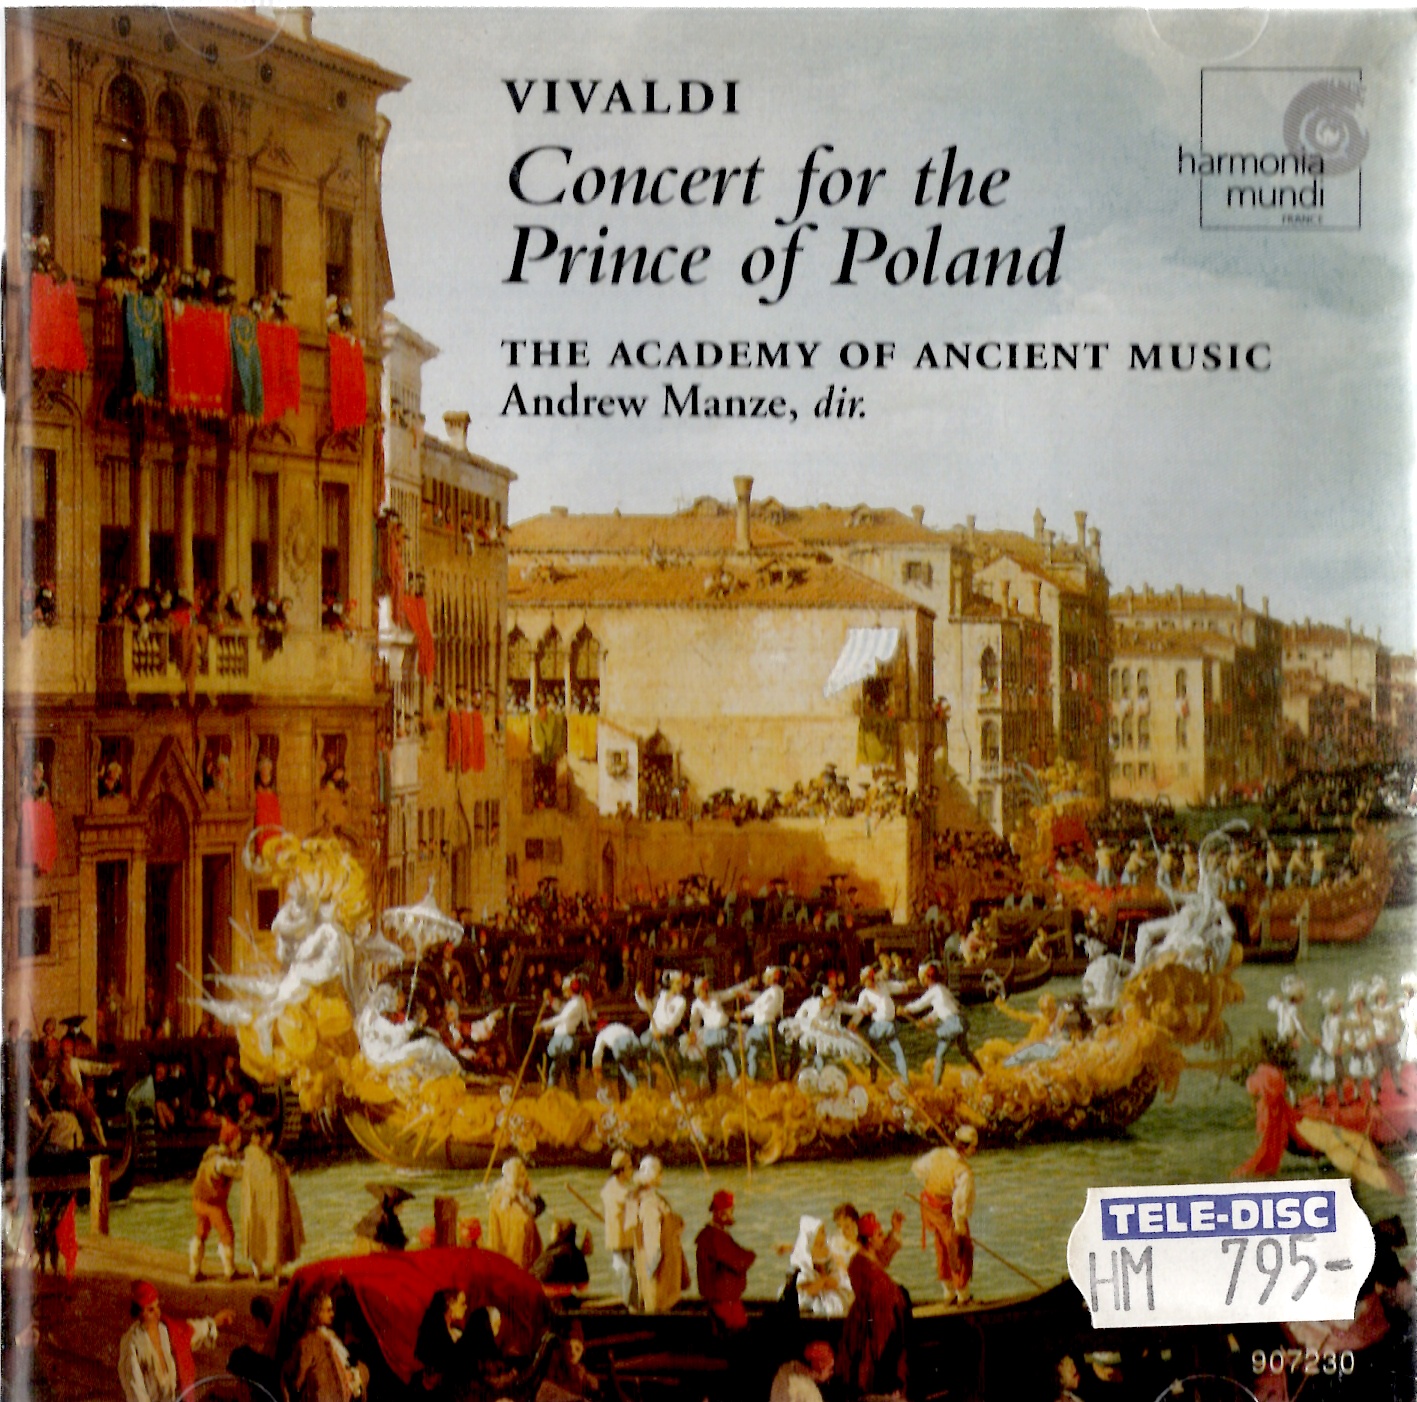 VIVALDI
Concert for the
Prince of Poland
THE ACADEMY OF ANCIENT MUSIC
Andrew Manze, dir.
harmonia
mundi
FRANCE
TELE-DISC
HM 795-
907230